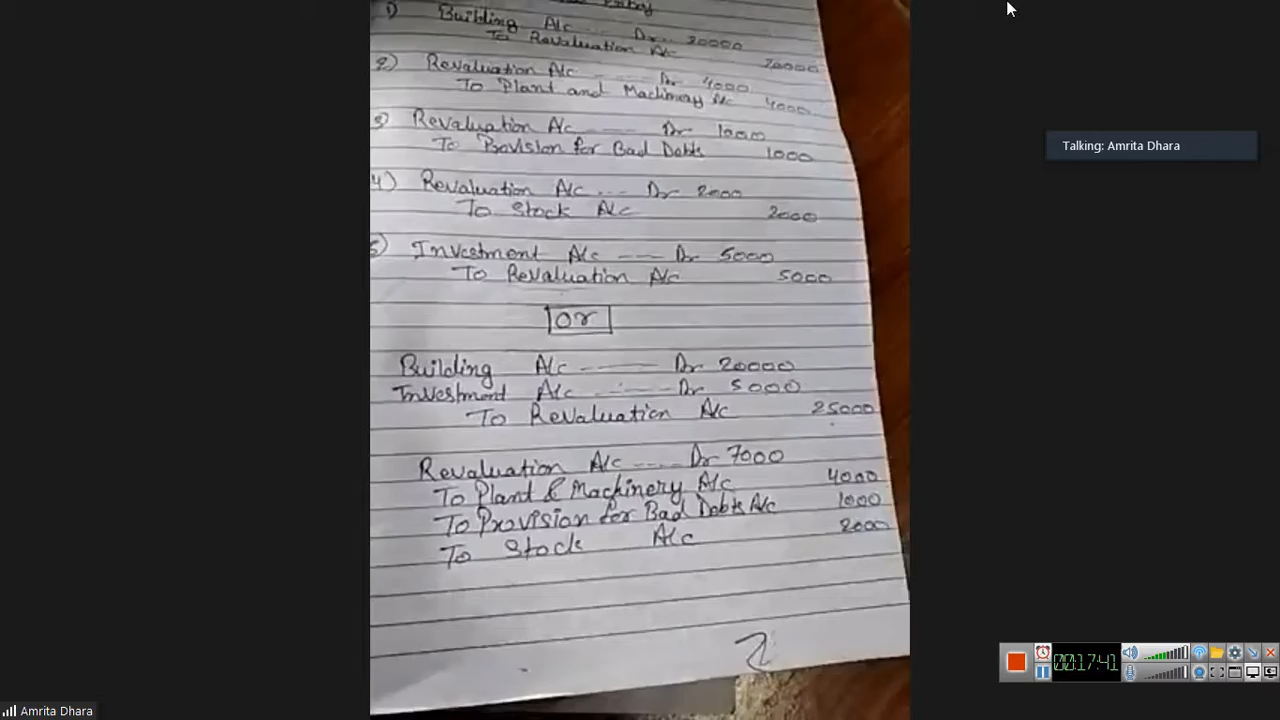 1) Building A/c ... Dr.. 20000
To Revaluation A/c 20000
2) Revaluation A/c ------ Dr 4000
To Plant and Machinery A/c 4000
3) Revaluation A/c ----- Dr 1000
To Provision for Bad Debts 1000
4) Revaluation A/c ... Dr 2000
To Stock A/c 2000
5) Investment A/c ---- Dr 5000
To Revaluation A/c 5000
or
Building A/c ------ Dr 20000
Investment A/c ------ Dr 5000
To Revaluation A/c 25000
Revaluation A/c ...... Dr 7000
To Plant & Machinery A/c 4000
To Provision for Bad Debts A/c 1000
To Stock A/c 2000
Talking: Amrita Dhara
00:17:41
Amrita Dhara